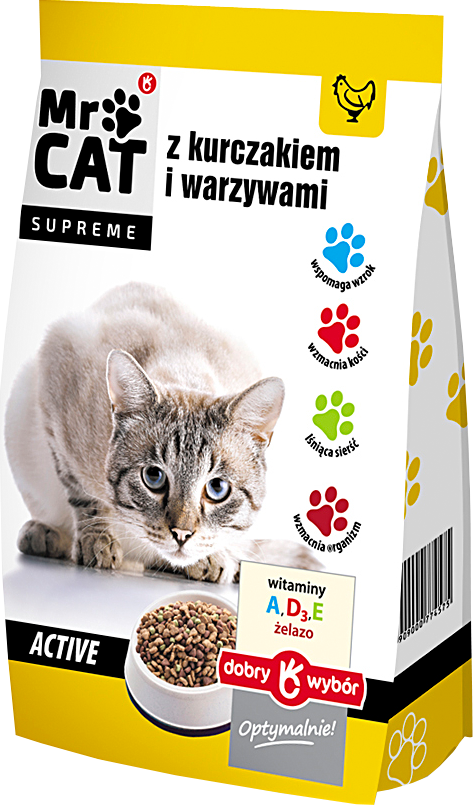 Mr
CAT
SUPREME
z kurczakiem
i warzywami
wspomaga wzrok
wzmacnia kości
lśniąca sierść
wzmacnia organizm
witaminy
A, D3, E
żelazo
ACTIVE
dobry wybór
Optymalnie!